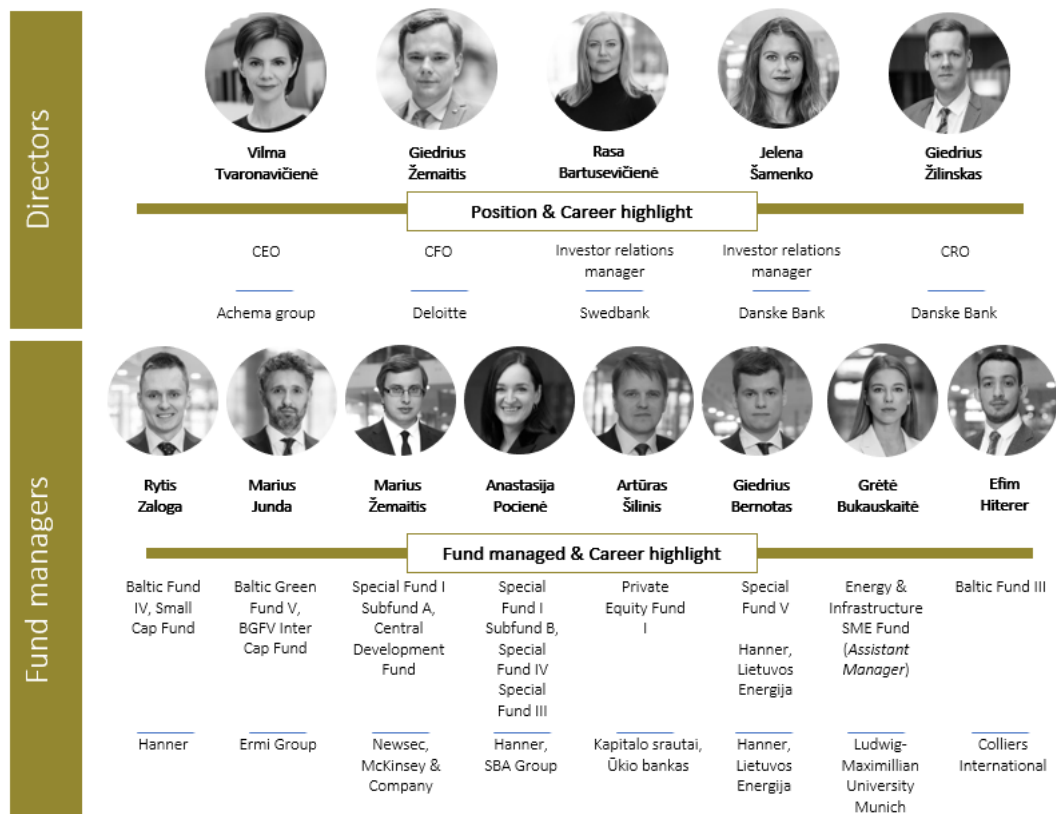 Directors
Vilma
Tvaronavičienė
Giedrius
Žemaitis
Rasa
Bartusevičienė
Jelena
Šamenko
Giedrius
Žilinskas
Position & Career highlight
CEO
CFO
Investor relations
manager
Investor relations
manager
CRO
Achema group
Deloitte
Swedbank
Danske Bank
Danske Bank
Fund managers
Rytis
Zaloga
Marius
Junda
Marius
Žemaitis
Anastasija
Pocienė
Artūras
Šilinis
Giedrius
Bernotas
Grėtė
Bukauskaitė
Efim
Hiterer
Fund managed & Career highlight
Baltic Fund
IV, Small
Cap Fund
Baltic Green
Fund V,
BGFV Inter
Cap Fund
Special Fund I
Subfund A,
Central
Development
Fund
Special
Fund I
Subfund B,
Special
Fund IV
Special
Fund III
Private
Equity Fund
I
Special
Fund V
Hanner,
Lietuvos
Energija
Energy &
Infrastructure
SME Fund
(Assistant
Manager)
Baltic Fund III
Hanner
Ermi Group
Newsec,
McKinsey &
Company
Hanner,
SBA Group
Kapitalo srautai,
Ūkio bankas
Hanner,
Lietuvos
Energija
Ludwig-
Maximillian
University
Munich
Colliers
International